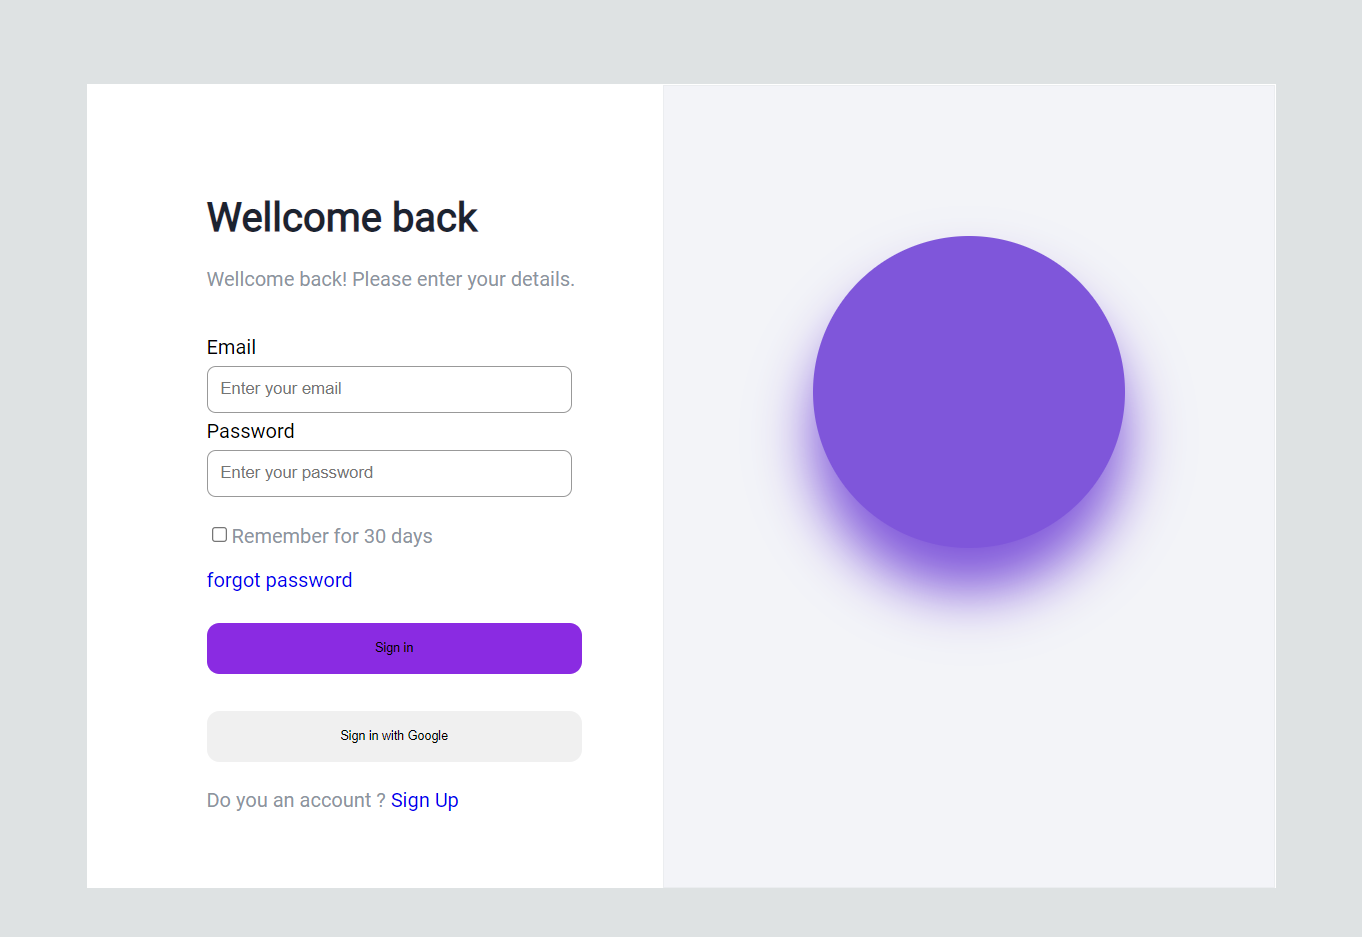 Wellcome back
Wellcome back! Please enter your details.
Email
Enter your email
Password
Enter your password
Remember for 30 days
forgot password
Sign in
Sign in with Google
Do you an account ? Sign Up